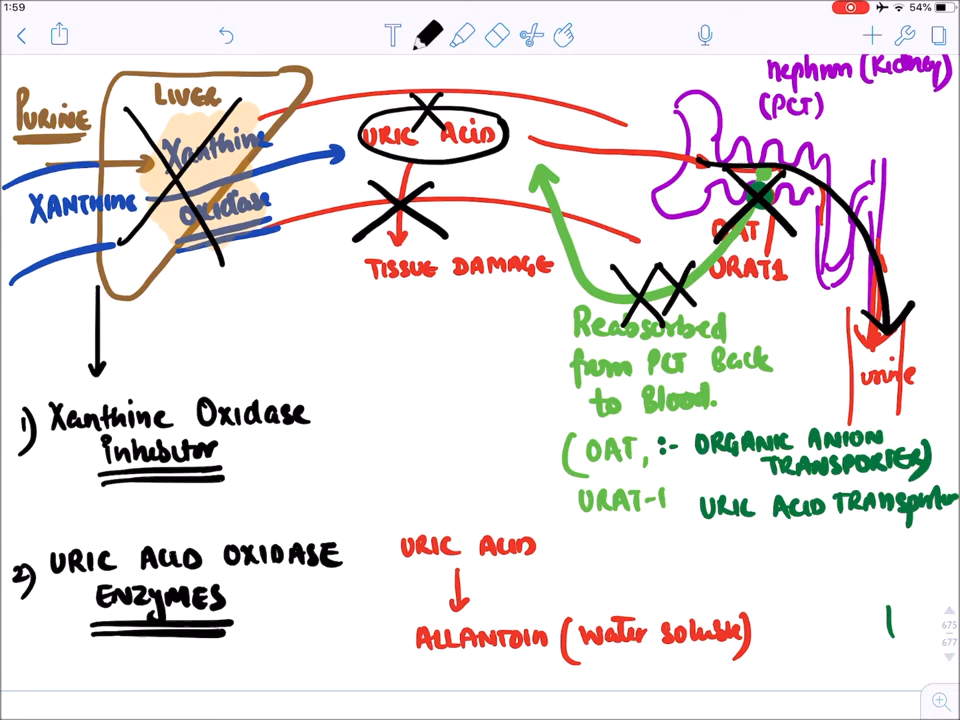 1:59
54%
T
nephron (Kidney)
(PCT)
LIVER
PURINE
Xanthine
oxidase
XANTHINE
URIC Acid
TISSUE DAMAGE
OAT
URAT1
urine
Reabsorbed
from PCT Back
to Blood.
(OAT, :- ORGANIC ANION
TRANSPORTER)
URAT-1 URIC ACID TRANSporter
1) Xanthine Oxidase
inhibitor
2) URIC ACID OXIDASE
ENZYMES
URIC ACID
ALLANTOIN (water soluble)
675
677